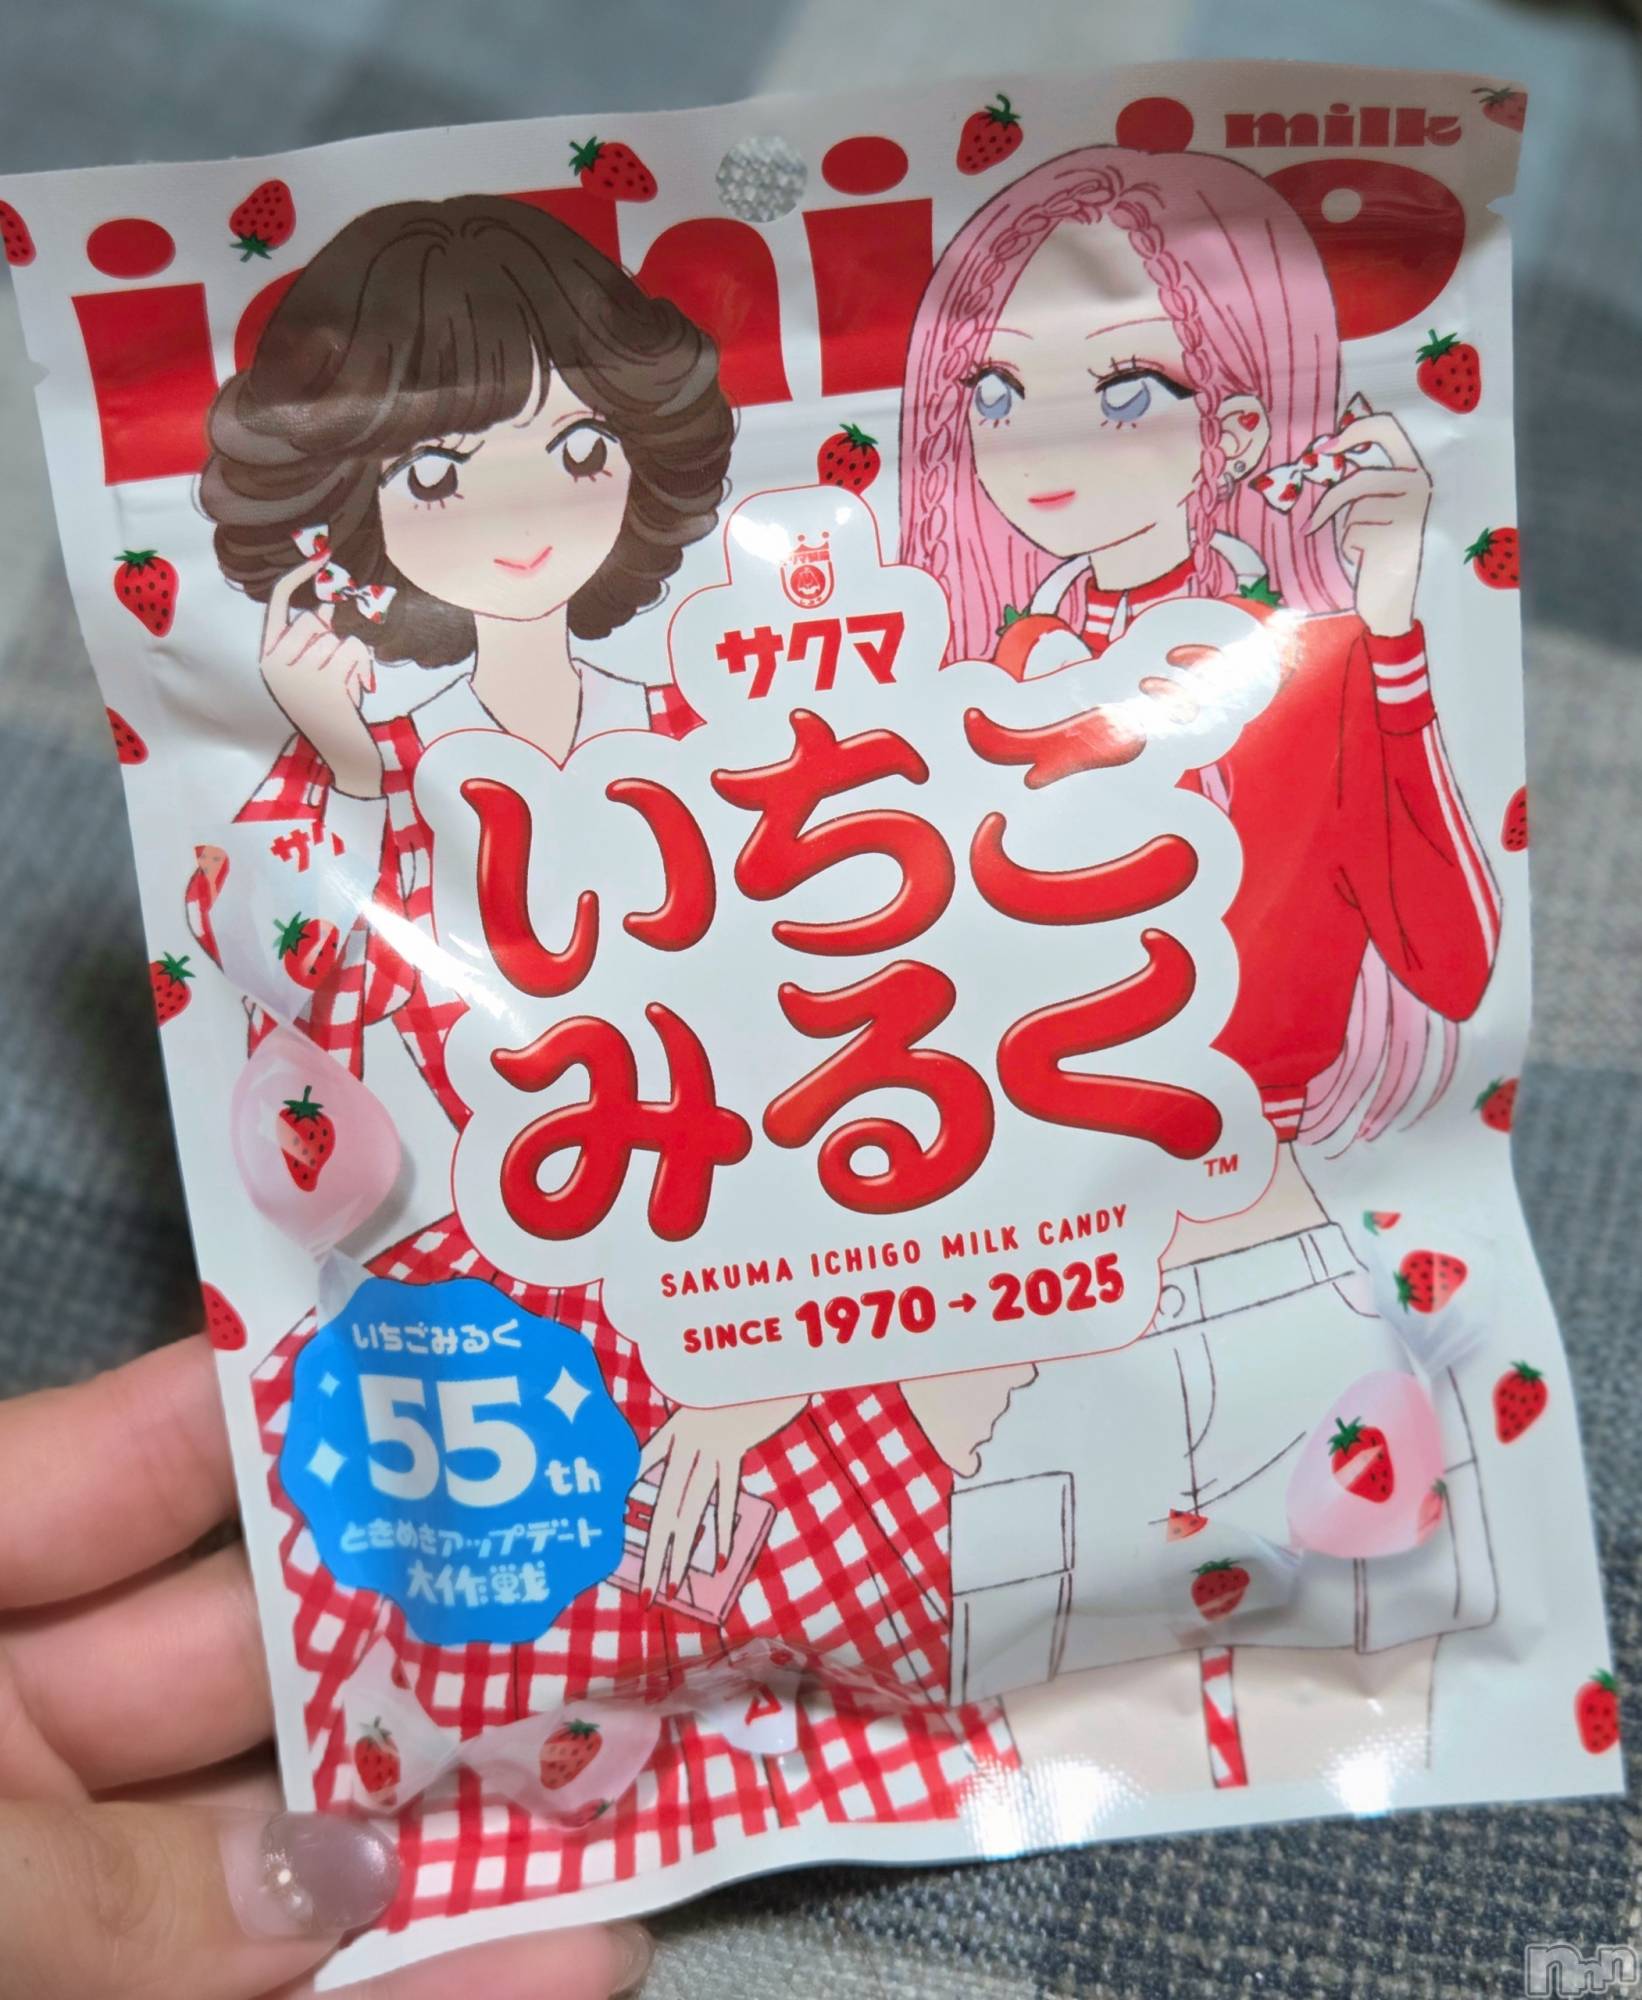 milk
ichigo
サクマ
いちご
みるく
TM
SAKUMA ICHIGO MILK CANDY
SINCE 1970→2025
いちごみるく
55th
ときめきアップデート
大作戦